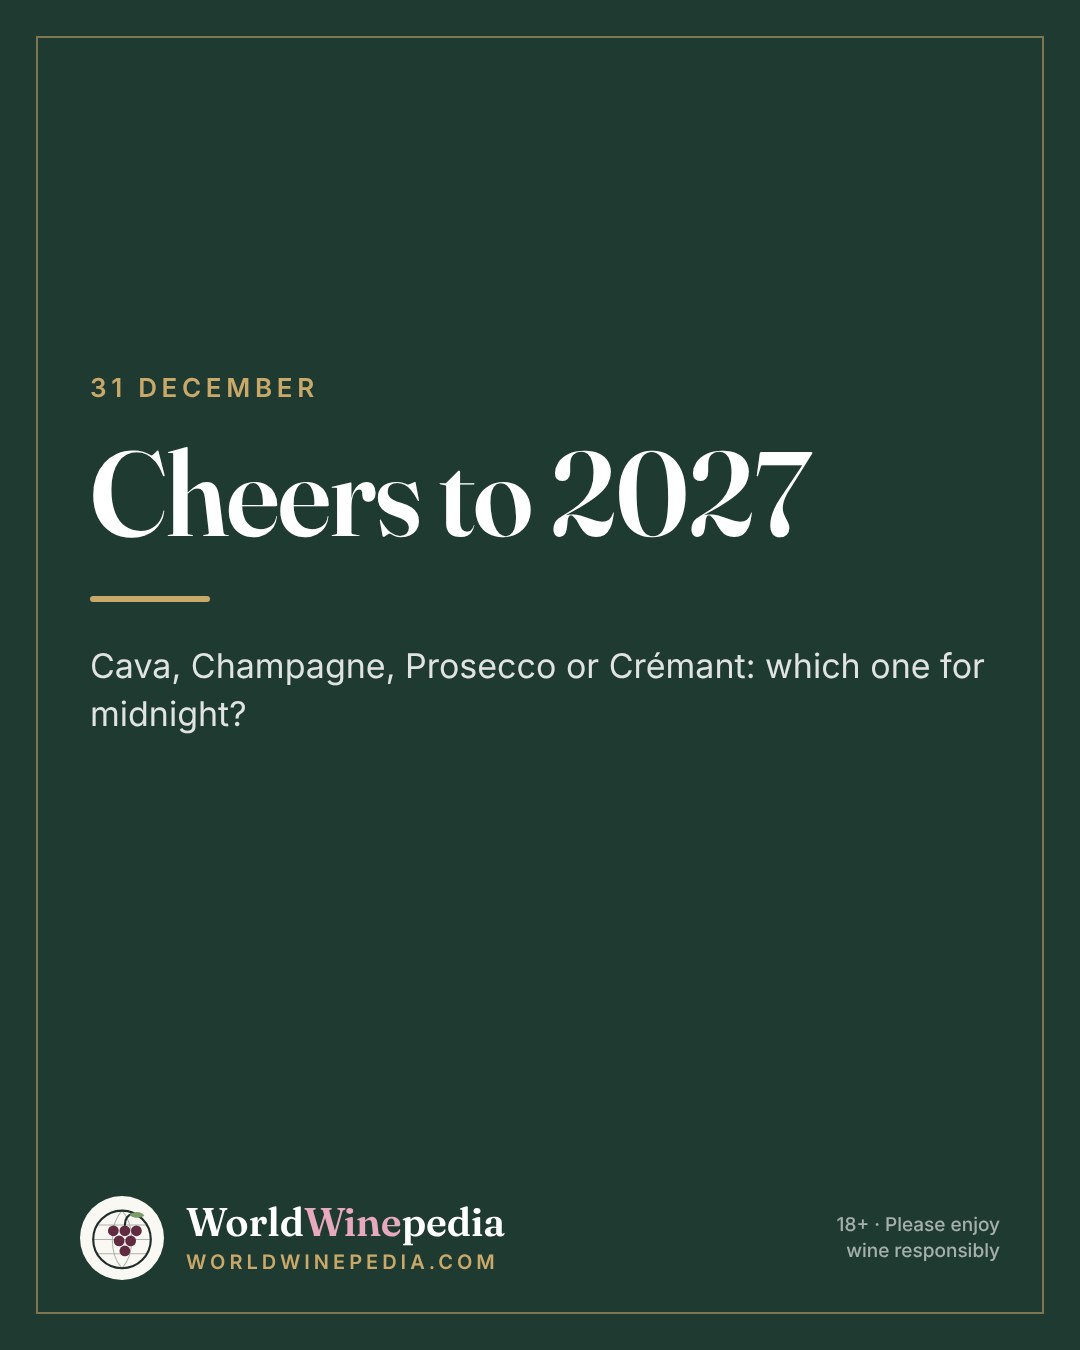 31 DECEMBER
Cheers to 2027
Cava, Champagne, Prosecco or Crémant: which one for
midnight?
WorldWinepedia
WORLDWINEPEDIA.COM
18+ · Please enjoy
wine responsibly